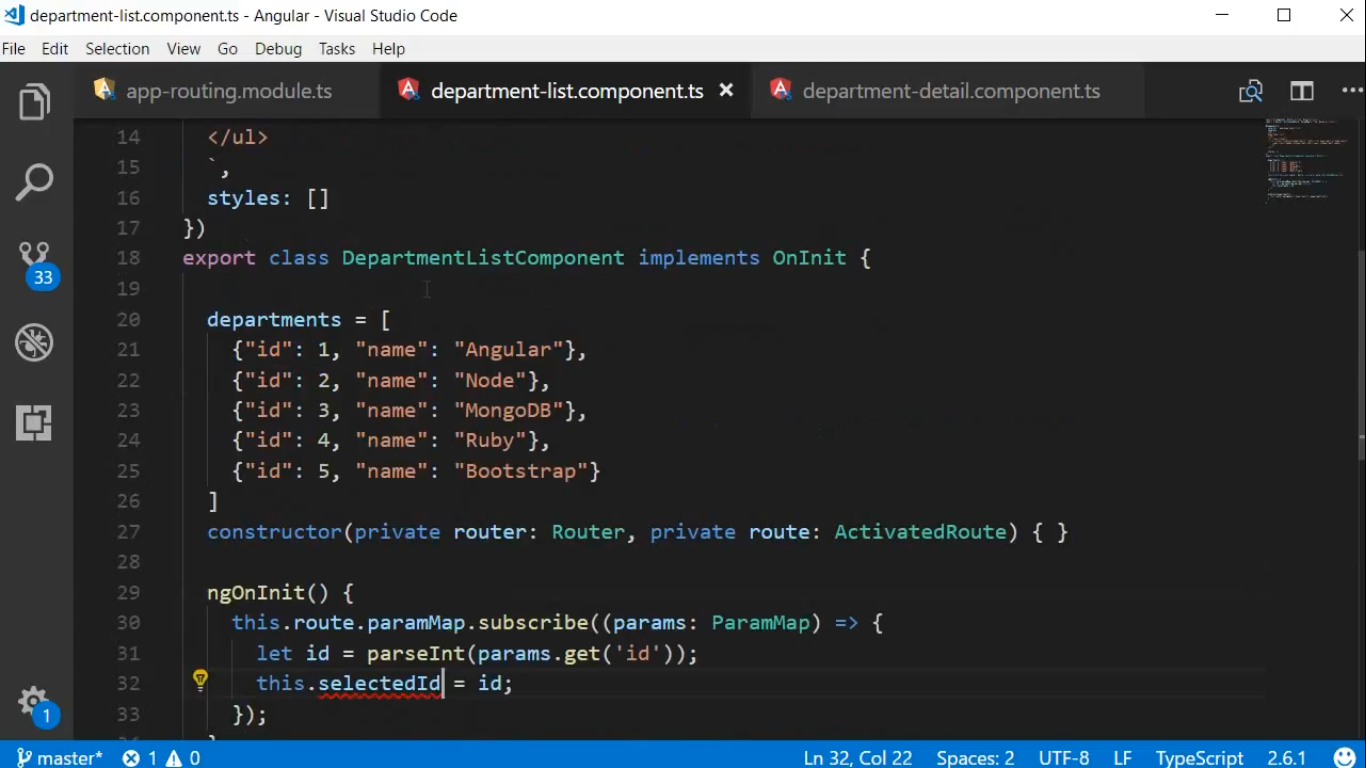 department-list.component.ts - Angular - Visual Studio Code
File Edit Selection View Go Debug Tasks Help
app-routing.module.ts department-list.component.ts department-detail.component.ts
14 </ul>
15 `,
16 styles: []
17 })
18 export class DepartmentListComponent implements OnInit {
19
20 departments = [
21 {"id": 1, "name": "Angular"},
22 {"id": 2, "name": "Node"},
23 {"id": 3, "name": "MongoDB"},
24 {"id": 4, "name": "Ruby"},
25 {"id": 5, "name": "Bootstrap"}
26 ]
27 constructor(private router: Router, private route: ActivatedRoute) { }
28
29 ngOnInit() {
30 this.route.paramMap.subscribe((params: ParamMap) => {
31 let id = parseInt(params.get('id'));
32 this.selectedId = id;
33 });
33
1
master* 1 0 Ln 32, Col 22 Spaces: 2 UTF-8 LF TypeScript 2.6.1